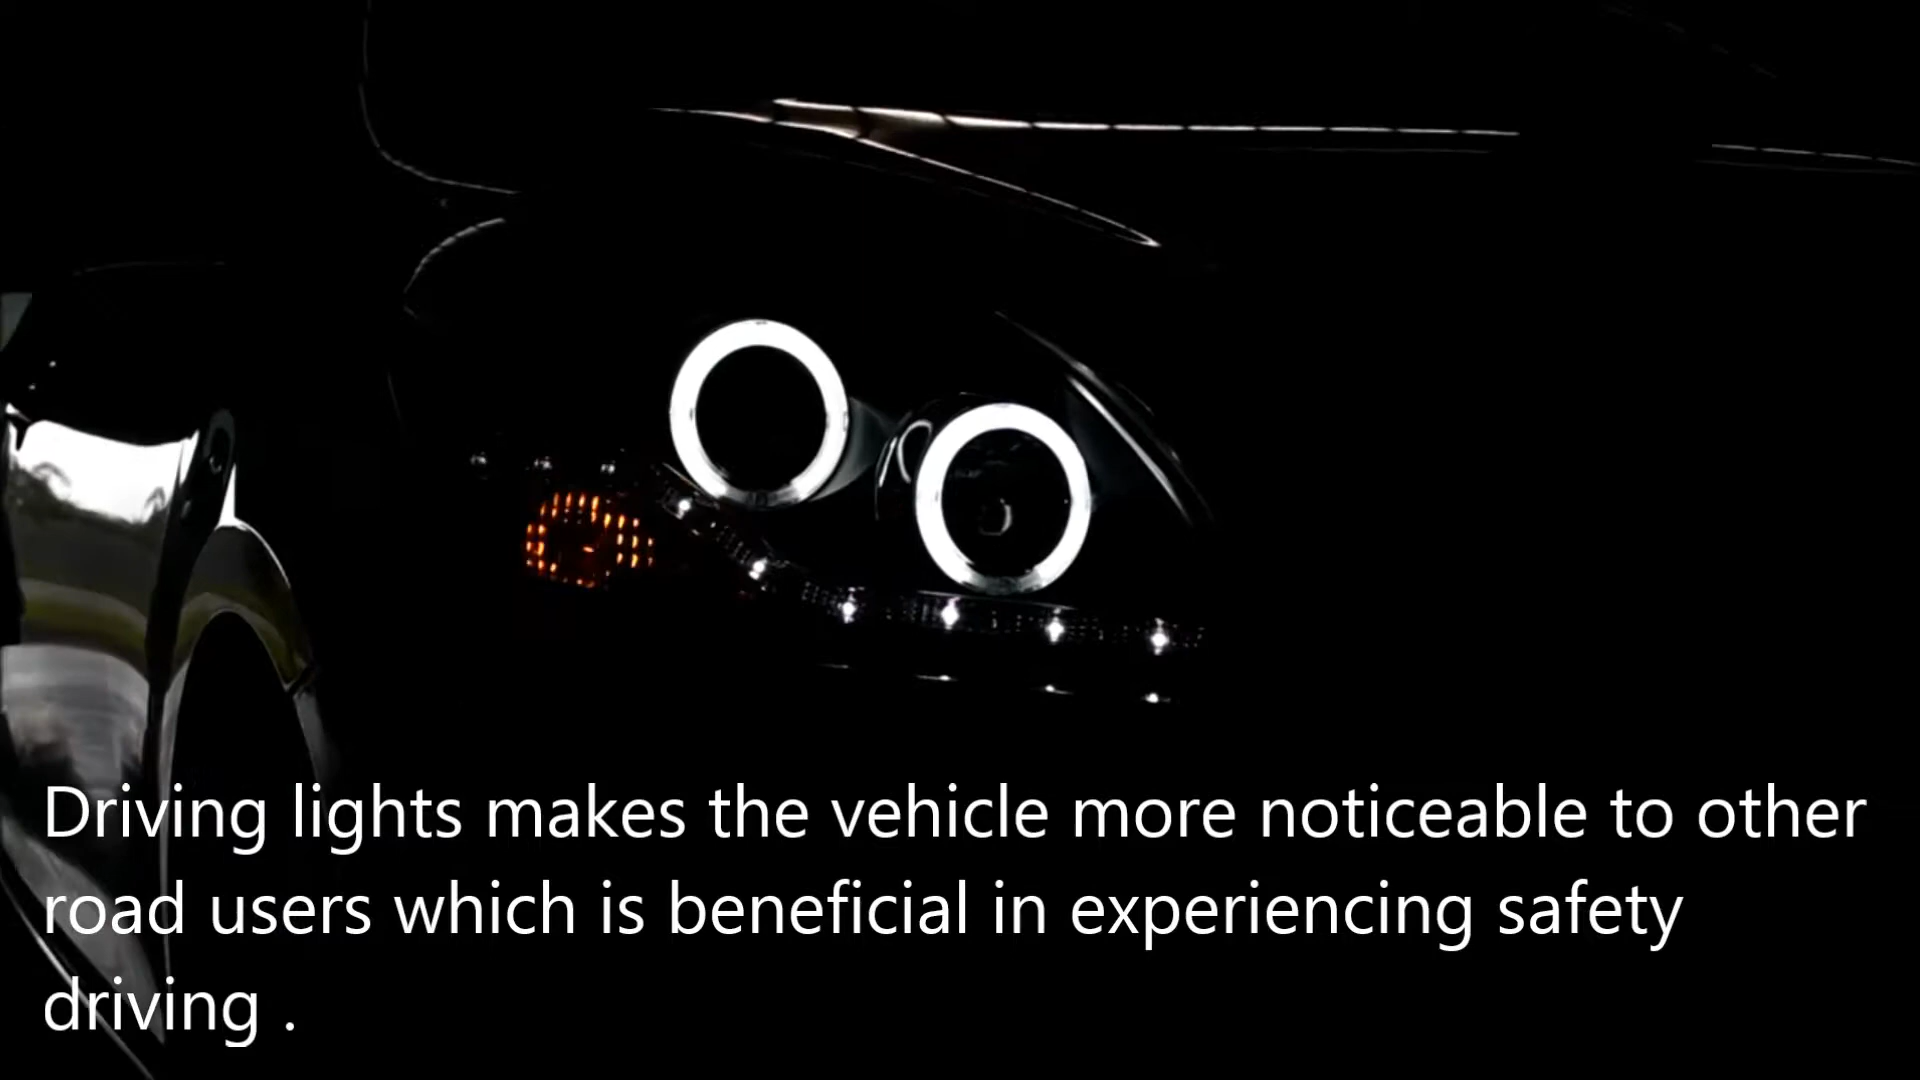 Driving lights makes the vehicle more noticeable to other
road users which is beneficial in experiencing safety
driving .